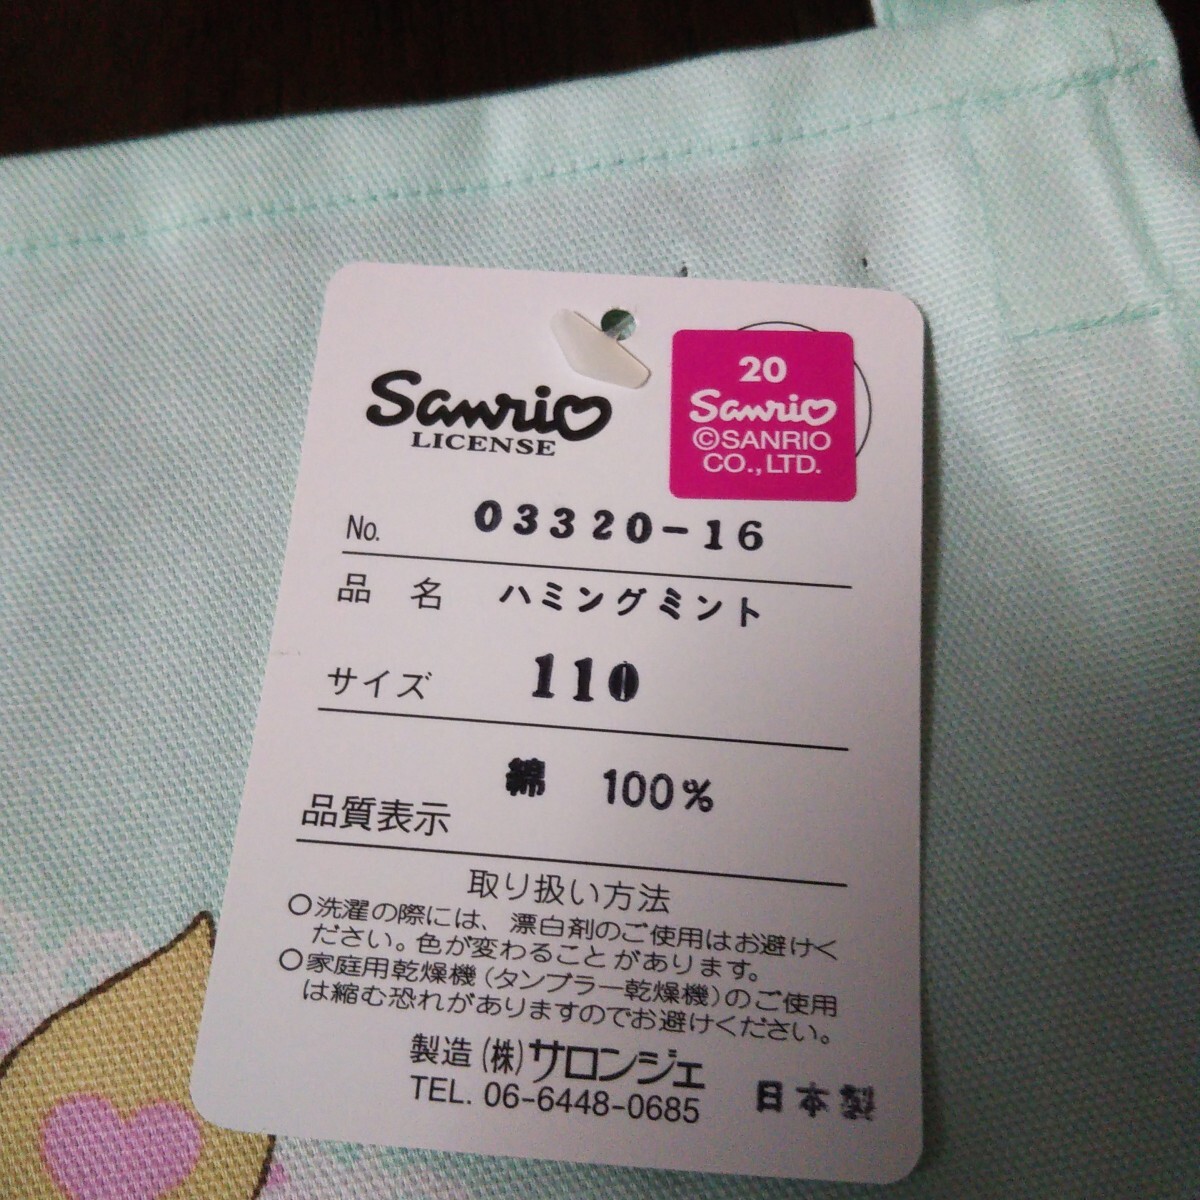 Sanrio
LICENSE
20
Sanrio
©SANRIO
CO.,LTD.
No. 03320-16
品名 ハミングミント
サイズ 110
綿 100%
品質表示
取り扱い方法
○洗濯の際には、漂白剤のご使用はお避けく
ださい。色が変わることがあります。
○家庭用乾燥機(タンブラー乾燥機)のご使用
は縮む恐れがありますのでお避けください。
製造(株)サロンジェ
TEL. 06-6448-0685
日本製